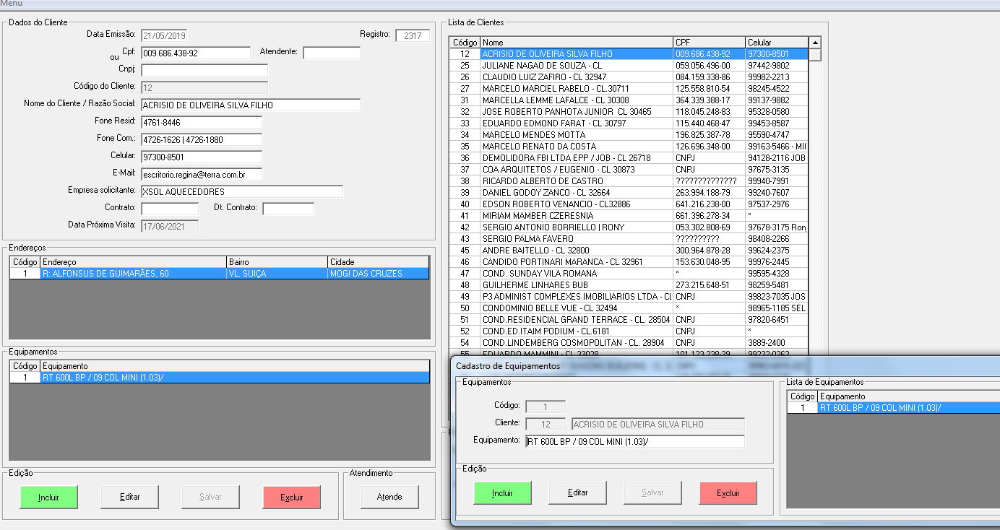 Menu
Dados do Cliente
Data Emissão: 21/05/2019 Registro: 2317
ou Cpf: 009.686.438-92 Atendente:
Cnpj:
Código do Cliente: 12
Nome do Cliente / Razão Social: ACRISIO DE OLIVEIRA SILVA FILHO
Fone Resid: 4761-8446
Fone Com.: 4726-1626 | 4726-1880
Celular: 97300-8501
E-Mail: escritorio.regina@terra.com.br
Empresa solicitante: XSOL AQUECEDORES
Contrato: Dt. Contrato:
Data Próxima Visita: 17/06/2021
Endereços
Código Endereço Bairro Cidade
1 R: ALFONSUS DE GUIMARÃES, 60 VL. SUIÇA MOGI DAS CRUZES
Equipamentos
Código Equipamento
1 RT 600L BP / 09 COL MINI (1.03)/
Edição
Incluir Editar Salvar Excluir
Atendimento
Atende
Lista de Clientes
Código Nome CPF Celular
12 ACRISIO DE OLIVEIRA SILVA FILHO 009.686.438-92 97300-8501
25 JULIANE NAGAO DE SOUZA - CL 059.056.496-00 97442-9802
26 CLAUDIO LUIZ ZAFIRO - CL 32947 084.159.338-86 99982-2213
27 MARCELO MARCIEL RABELO - CL.30711 125.558.810-54 98245-4522
31 MARCELLA LEMME LAFALCE - CL 30308 364.339.388-17 99137-9882
32 JOSE ROBERTO PANHOTA JUNIOR CL 30465 118.045.248-83 95328-0580
33 EDUARDO EDMOND FARAT - CL 30797 115.440.468-47 99453-8587
34 MARCELO MENDES MOTTA 196.825.387-78 95590-4747
35 MARCELO RENATO DA COSTA 126.696.348-00 99163-5466 - MI
36 DEMOLIDORA FBI LTDA EPP / JOB - CL 26718 CNPJ 94128-2116 JOB
37 COA ARQUITETOS / EUGENIO - CL 30873 CNPJ 97675-3135
38 RICARDO ALBERTO DE CASTRO ?????????????? 99940-7991
39 DANIEL GODOY ZANCO - CL 32664 263.994.188-79 99240-7607
40 EDSON ROBERTO VENANCIO - CL32886 641.216.238-00 97537-2976
41 MIRIAM MAMBER CZERESNIA 661.396.278-34 *
42 SERGIO ANTONIO BORRIELLO | RONY 053.302.808-69 97678-3175 Ron
43 SERGIO PALMA FAVERO ?????????? 98408-2266
45 ANDRE BAITELLO - CL 32800 300.964.878-28 99624-2375
46 CANDIDO PORTINARI MARANCA - CL 32961 153.630.048-95 99976-2445
47 COND. SUNDAY VILA ROMANA * 99595-4328
48 GUILHERME LINHARES BUB 273.215.648-51 98259-5481
49 P3 ADMINIST COMPLEXES IMOBILIARIOS LTDA - CL CNPJ 99823-7035 JOS
50 CONDOMINIO BELLE VUE - CL 32494 * 98965-1185 SEL
51 COND.RESIDENCIAL GRAND TERRACE - CL. 28504 CNPJ 97820-6451
52 COND.ED.ITAIM PODIUM - CL.6181 CNPJ *
54 COND.LINDEMBERG COSMOPOLITAN - CL. 28904 CNPJ 3889-2400
55 EDUARDO MAMMINI - CL 33028 101.123.238-39 99232-0263
Cadastro de Equipamentos
Equipamentos
Código: 1
Cliente: 12 ACRISIO DE OLIVEIRA SILVA FILHO
Equipamento: RT 600L BP / 09 COL MINI (1.03)/
Edição
Incluir Editar Salvar Excluir
Lista de Equipamentos
Código Equipamento
1 RT 600L BP / 09 COL MINI (1.03)/